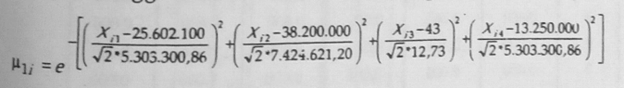 μ₁ᵢ = e^-[((Xᵢ₁-25.602.100)/(√2*5.303.300,86))² + ((Xᵢ₂-38.200.000)/(√2*7.424.621,20))² + ((Xᵢ₃-43)/(√2*12,73))² + ((Xᵢ₄-13.250.000)/(√2*5.303.300,86))²]